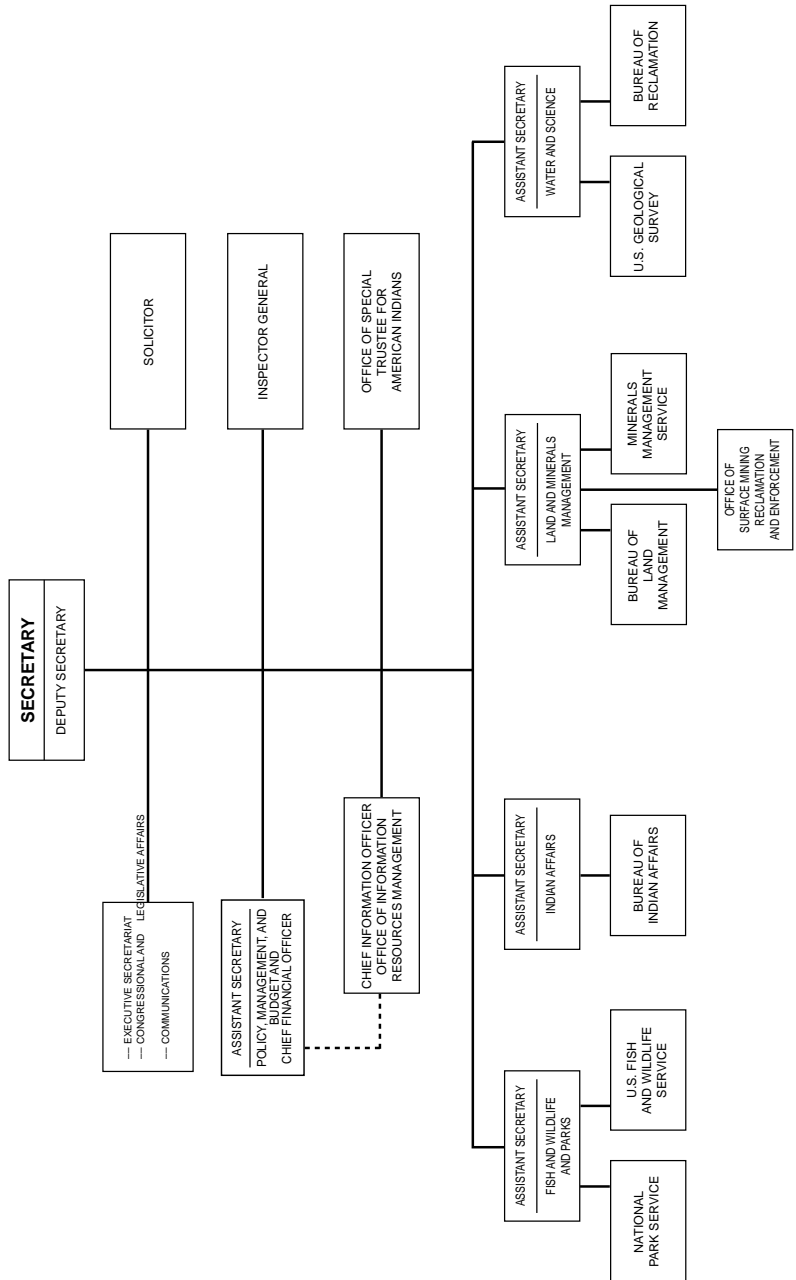 SECRETARY
DEPUTY SECRETARY
— EXECUTIVE SECRETARIAT
— CONGRESSIONAL AND LEGISLATIVE AFFAIRS
— COMMUNICATIONS
SOLICITOR
ASSISTANT SECRETARY
POLICY, MANAGEMENT, AND
BUDGET AND
CHIEF FINANCIAL OFFICER
INSPECTOR GENERAL
CHIEF INFORMATION OFFICER
OFFICE OF INFORMATION
RESOURCES MANAGEMENT
OFFICE OF SPECIAL
TRUSTEE FOR
AMERICAN INDIANS
ASSISTANT SECRETARY
FISH AND WILDLIFE
AND PARKS
ASSISTANT SECRETARY
INDIAN AFFAIRS
ASSISTANT SECRETARY
LAND AND MINERALS
MANAGEMENT
ASSISTANT SECRETARY
WATER AND SCIENCE
NATIONAL
PARK SERVICE
U.S. FISH
AND WILDLIFE
SERVICE
BUREAU OF
INDIAN AFFAIRS
BUREAU OF
LAND
MANAGEMENT
MINERALS
MANAGEMENT
SERVICE
U.S. GEOLOGICAL
SURVEY
BUREAU OF
RECLAMATION
OFFICE OF
SURFACE MINING
RECLAMATION
AND ENFORCEMENT